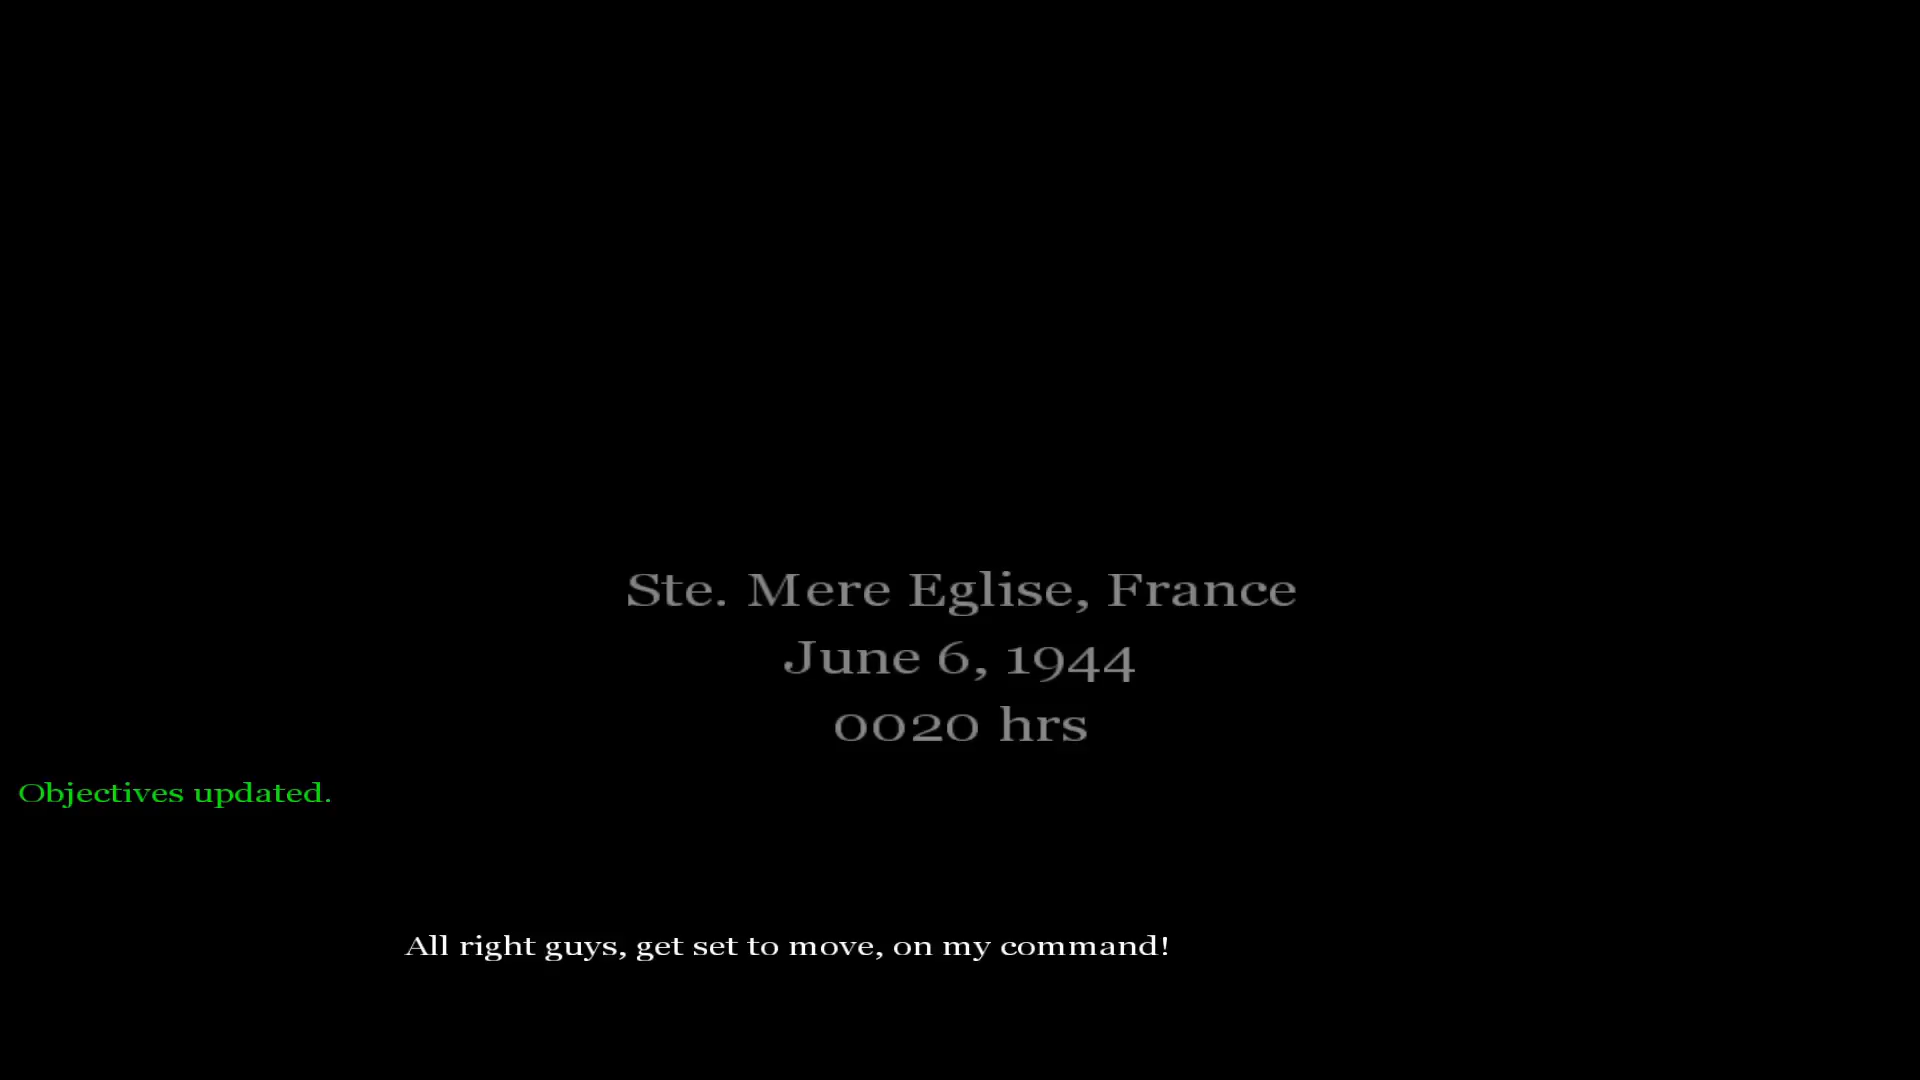 Ste. Mere Eglise, France
June 6, 1944
0020 hrs
Objectives updated.
All right guys, get set to move, on my command!